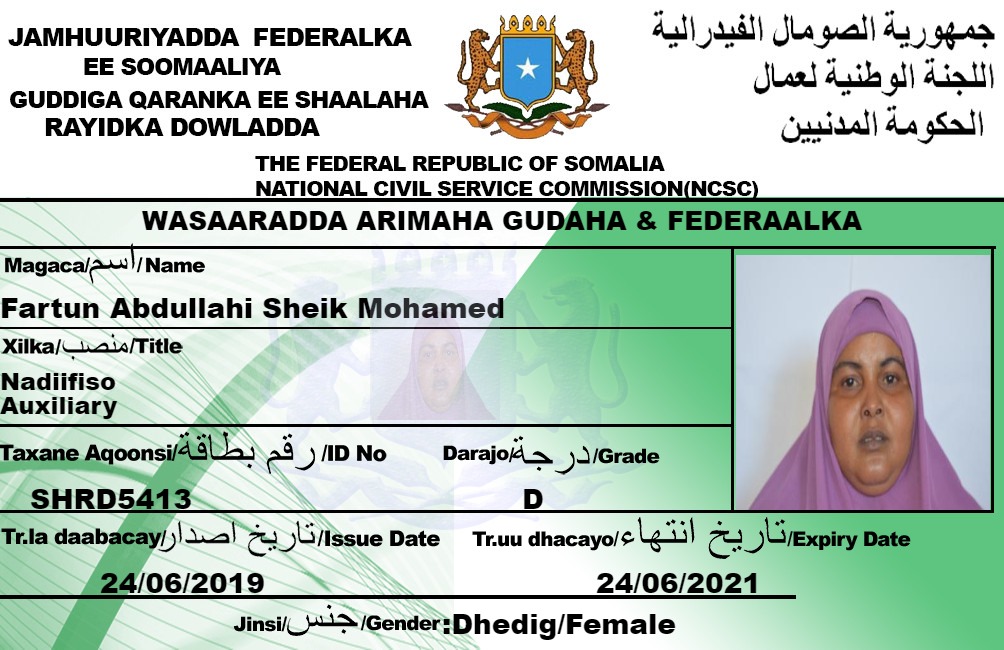 JAMHUURIYADDA FEDERALKA
EE SOOMAALIYA
GUDDIGA QARANKA EE SHAALAHA
RAYIDKA DOWLADDA
جمهورية الصومال الفيدرالية
اللجنة الوطنية لعمال
الحكومة المدنيين
THE FEDERAL REPUBLIC OF SOMALIA
NATIONAL CIVIL SERVICE COMMISSION(NCSC)
WASAARADDA ARIMAHA GUDAHA & FEDERAALKA
Magaca/اسم/Name
Fartun Abdullahi Sheik Mohamed
Xilka/منصب/Title
Nadiifiso
Auxiliary
Taxane Aqoonsi/رقم بطاقة/ID No
Darajo/درجة/Grade
SHRD5413
D
Tr.la daabacay/تاريخ اصدار/Issue Date
Tr.uu dhacayo/تاريخ انتهاء/Expiry Date
24/06/2019
24/06/2021
Jinsi/جنس/Gender:Dhedig/Female